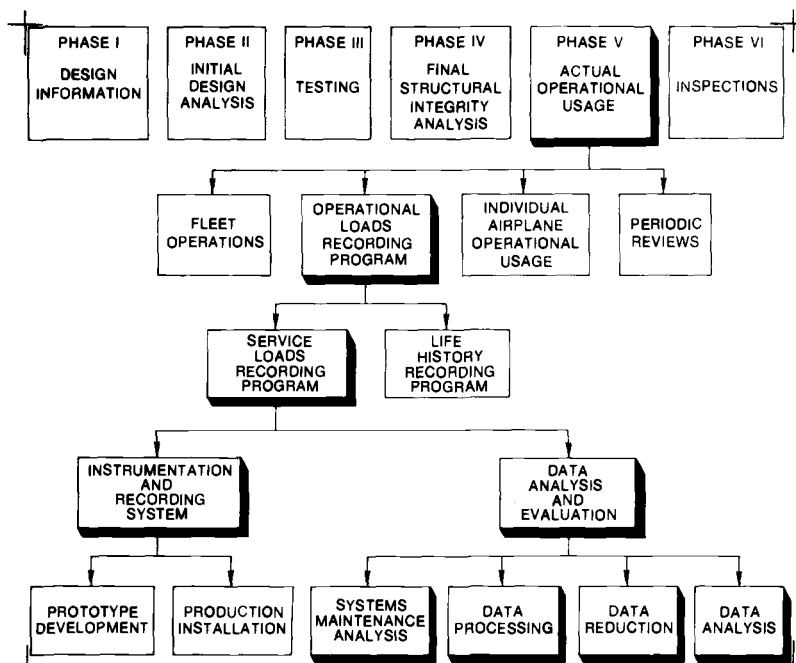 PHASE I
DESIGN
INFORMATION
PHASE II
INITIAL
DESIGN
ANALYSIS
PHASE III
TESTING
PHASE IV
FINAL
STRUCTURAL
INTEGRITY
ANALYSIS
PHASE V
ACTUAL
OPERATIONAL
USAGE
PHASE VI
INSPECTIONS
FLEET
OPERATIONS
OPERATIONAL
LOADS
RECORDING
PROGRAM
INDIVIDUAL
AIRPLANE
OPERATIONAL
USAGE
PERIODIC
REVIEWS
SERVICE
LOADS
RECORDING
PROGRAM
LIFE
HISTORY
RECORDING
PROGRAM
INSTRUMENTATION
AND
RECORDING
SYSTEM
DATA
ANALYSIS
AND
EVALUATION
PROTOTYPE
DEVELOPMENT
PRODUCTION
INSTALLATION
SYSTEMS
MAINTENANCE
ANALYSIS
DATA
PROCESSING
DATA
REDUCTION
DATA
ANALYSIS